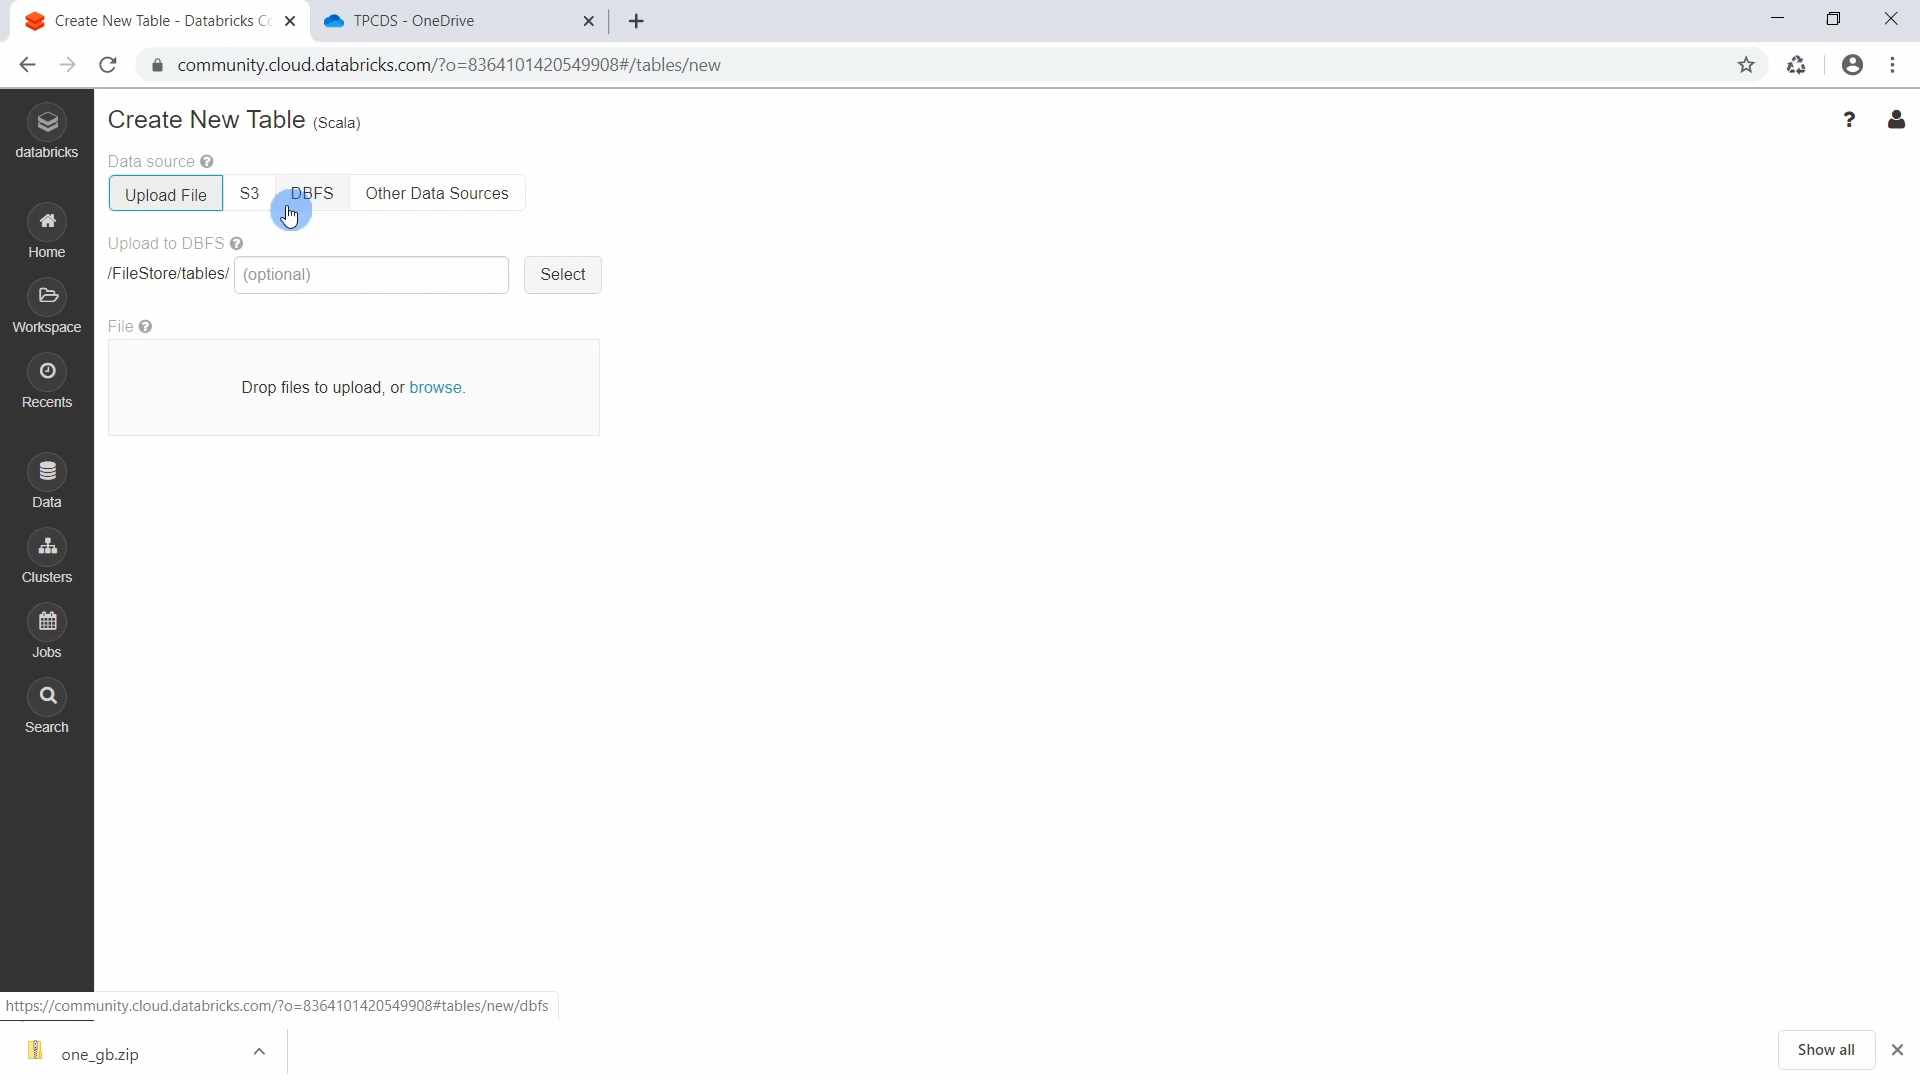 Create New Table - Databricks Cc
TPCDS - OneDrive
community.cloud.databricks.com/?o=8364101420549908#/tables/new
databricks
Home
Workspace
Recents
Data
Clusters
Jobs
Search
Create New Table (Scala)
Data source
Upload File S3 DBFS Other Data Sources
Upload to DBFS
/FileStore/tables/ (optional) Select
File
Drop files to upload, or browse.
https://community.cloud.databricks.com/?o=8364101420549908#tables/new/dbfs
one_gb.zip
Show all